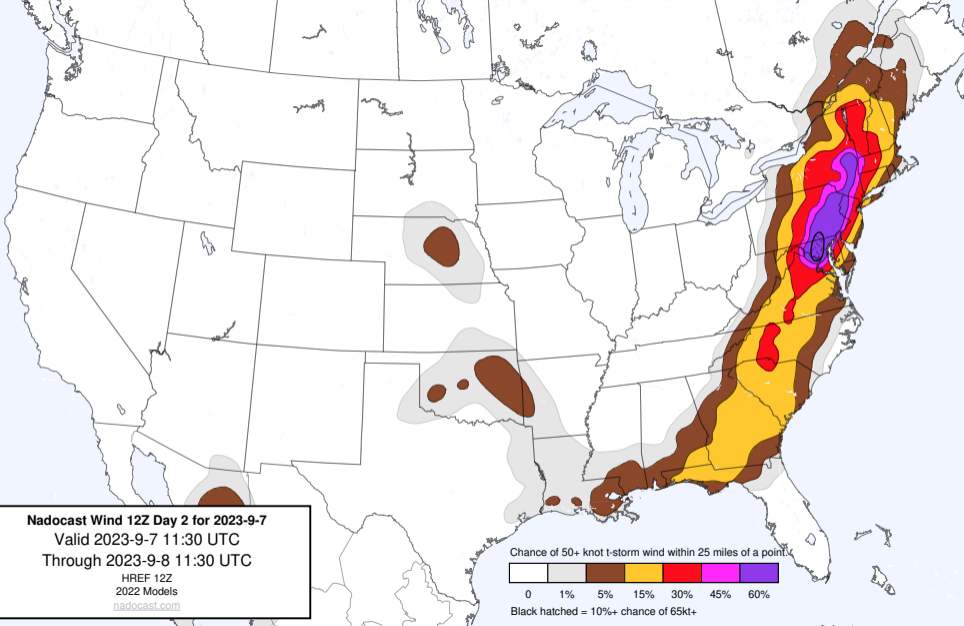 Nadocast Wind 12Z Day 2 for 2023-9-7
Valid 2023-9-7 11:30 UTC
Through 2023-9-8 11:30 UTC
HREF 12Z
2022 Models
nadocast.com
Chance of 50+ knot t-storm wind within 25 miles of a point.
0 1% 5% 15% 30% 45% 60%
Black hatched = 10%+ chance of 65kt+